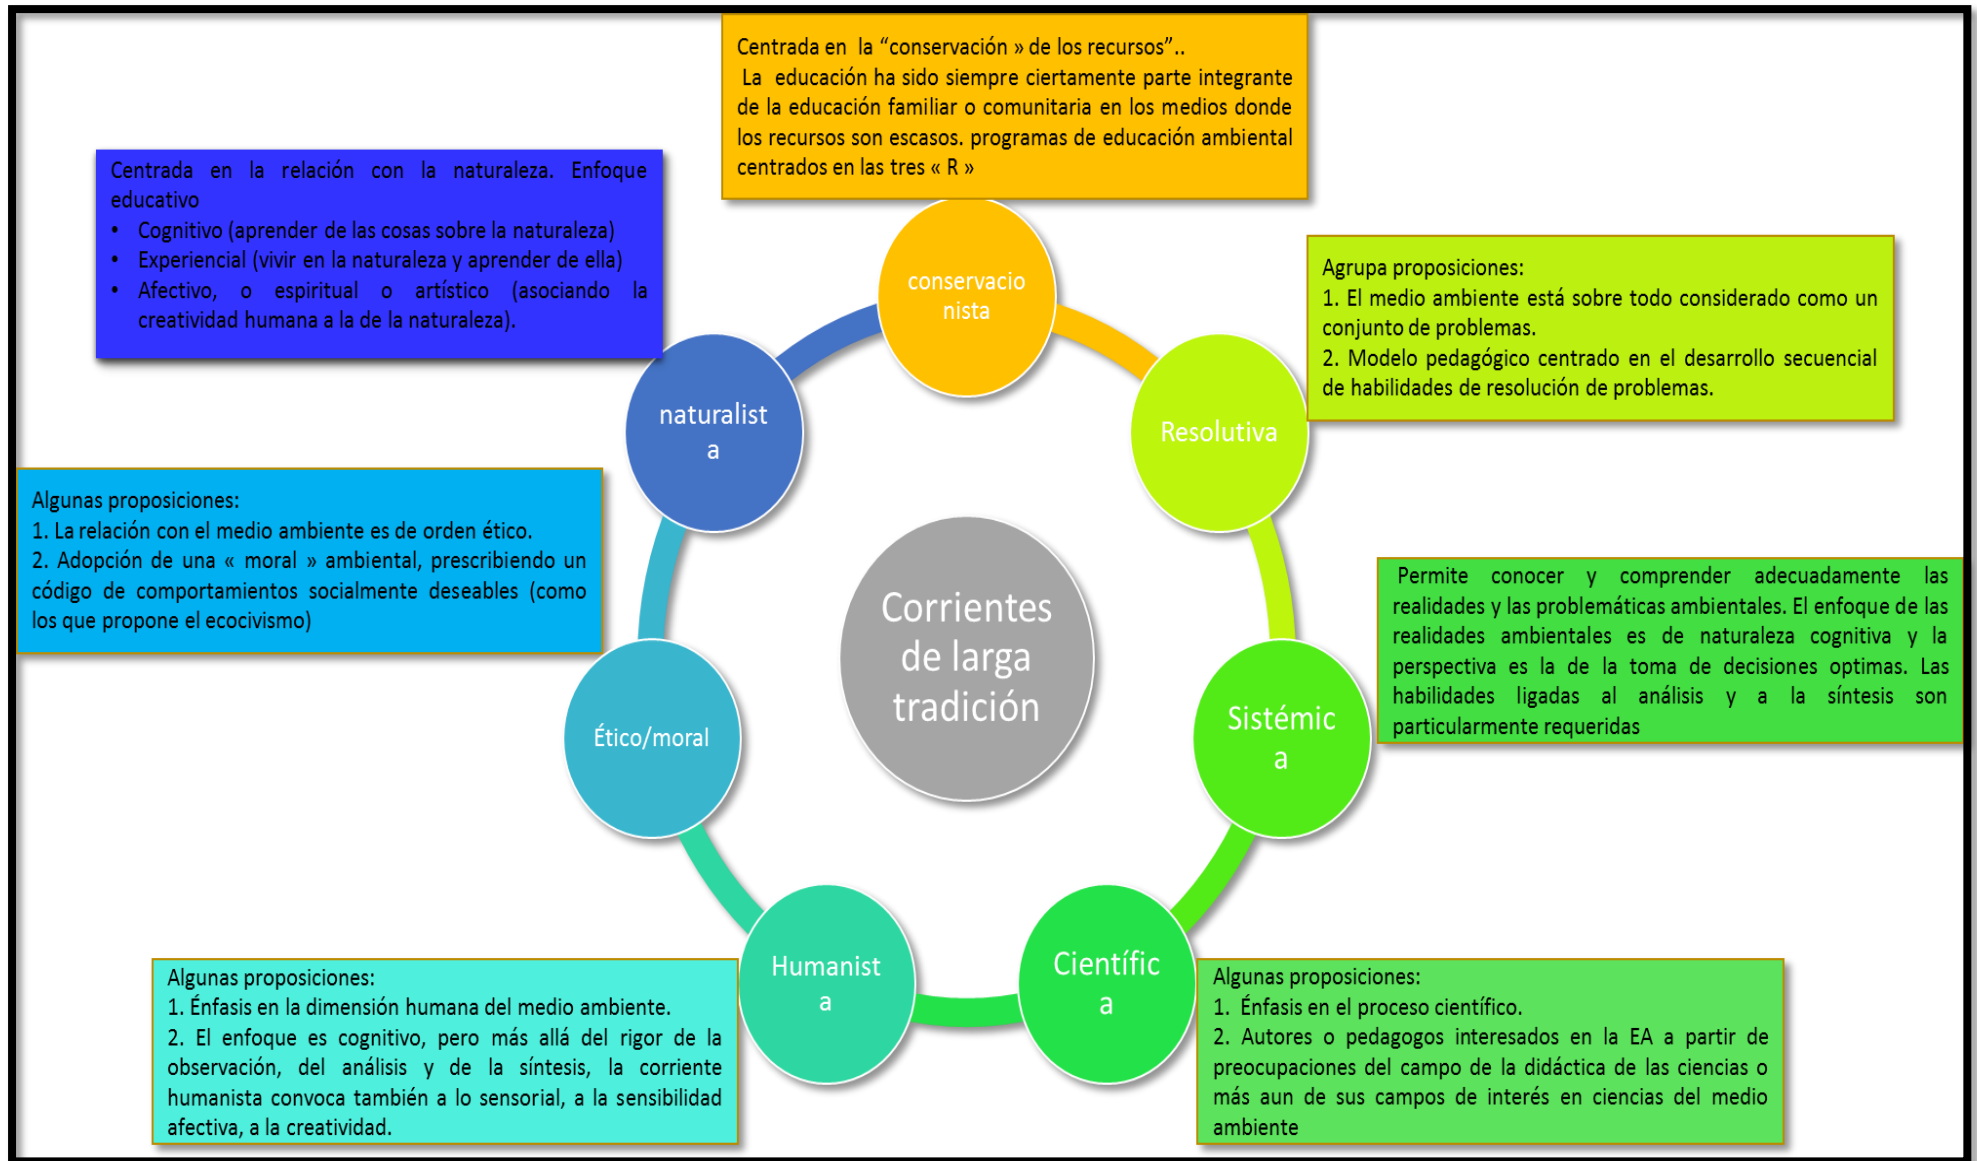 Centrada en la “conservación » de los recursos”..
La educación ha sido siempre ciertamente parte integrante
de la educación familiar o comunitaria en los medios donde
los recursos son escasos. programas de educación ambiental
centrados en las tres « R »
Centrada en la relación con la naturaleza. Enfoque
educativo
• Cognitivo (aprender de las cosas sobre la naturaleza)
• Experiencial (vivir en la naturaleza y aprender de ella)
• Afectivo, o espiritual o artístico (asociando la
creatividad humana a la de la naturaleza).
conservacio
nista
Agrupa proposiciones:
1. El medio ambiente está sobre todo considerado como un
conjunto de problemas.
2. Modelo pedagógico centrado en el desarrollo secuencial
de habilidades de resolución de problemas.
naturalist
a
Resolutiva
Algunas proposiciones:
1. La relación con el medio ambiente es de orden ético.
2. Adopción de una « moral » ambiental, prescribiendo un
código de comportamientos socialmente deseables (como
los que propone el ecocivismo)
Corrientes
de larga
tradición
Permite conocer y comprender adecuadamente las
realidades y las problemáticas ambientales. El enfoque de las
realidades ambientales es de naturaleza cognitiva y la
perspectiva es la de la toma de decisiones optimas. Las
habilidades ligadas al análisis y a la síntesis son
particularmente requeridas
Ético/moral
Sistémic
a
Humanist
a
Científic
a
Algunas proposiciones:
1. Énfasis en la dimensión humana del medio ambiente.
2. El enfoque es cognitivo, pero más allá del rigor de la
observación, del análisis y de la síntesis, la corriente
humanista convoca también a lo sensorial, a la sensibilidad
afectiva, a la creatividad.
Algunas proposiciones:
1. Énfasis en el proceso científico.
2. Autores o pedagogos interesados en la EA a partir de
preocupaciones del campo de la didáctica de las ciencias o
más aun de sus campos de interés en ciencias del medio
ambiente